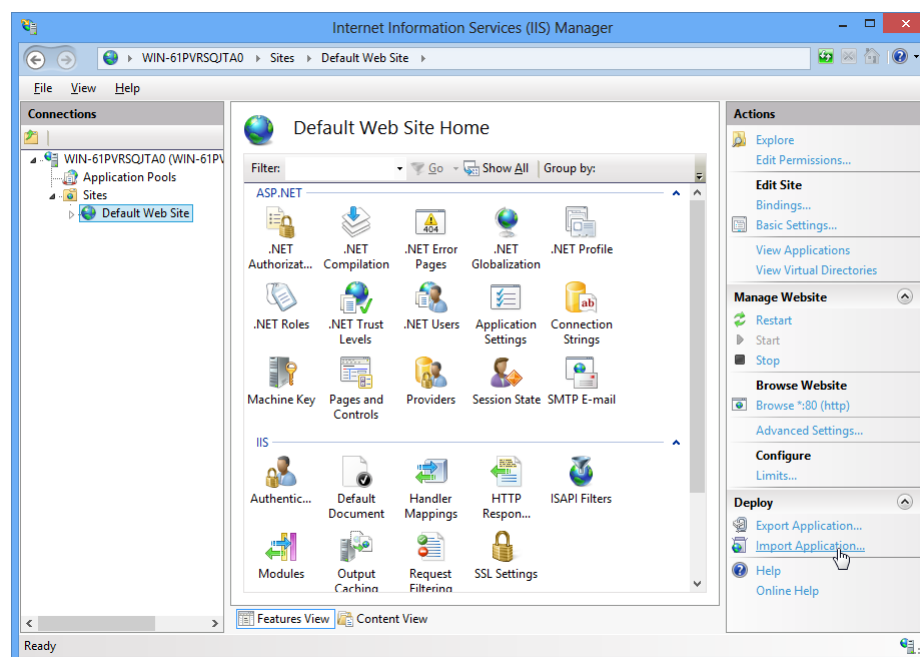 Internet Information Services (IIS) Manager
WIN-61PVRSQJTA0 Sites Default Web Site
File View Help
Connections
WIN-61PVRSQJTA0 (WIN-61PV
Application Pools
Sites
Default Web Site
Default Web Site Home
Filter: Go Show All Group by:
ASP.NET
.NET Authorizat...
.NET Compilation
.NET Error Pages
.NET Globalization
.NET Profile
.NET Roles
.NET Trust Levels
.NET Users
Application Settings
Connection Strings
Machine Key
Pages and Controls
Providers
Session State
SMTP E-mail
IIS
Authentic...
Default Document
Handler Mappings
HTTP Respon...
ISAPI Filters
Modules
Output Caching
Request Filtering
SSL Settings
Features View Content View
Actions
Explore
Edit Permissions...
Edit Site
Bindings...
Basic Settings...
View Applications
View Virtual Directories
Manage Website
Restart
Start
Stop
Browse Website
Browse *:80 (http)
Advanced Settings...
Configure
Limits...
Deploy
Export Application...
Import Application...
Help
Online Help
Ready